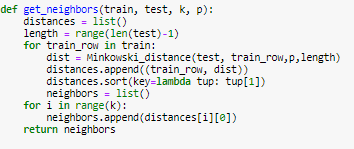 def get_neighbors(train, test, k, p):
    distances = list()
    length = range(len(test)-1)
    for train_row in train:
        dist = Minkowski_distance(test, train_row,p,length)
        distances.append((train_row, dist))
        distances.sort(key=lambda tup: tup[1])
        neighbors = list()
    for i in range(k):
        neighbors.append(distances[i][0])
    return neighbors